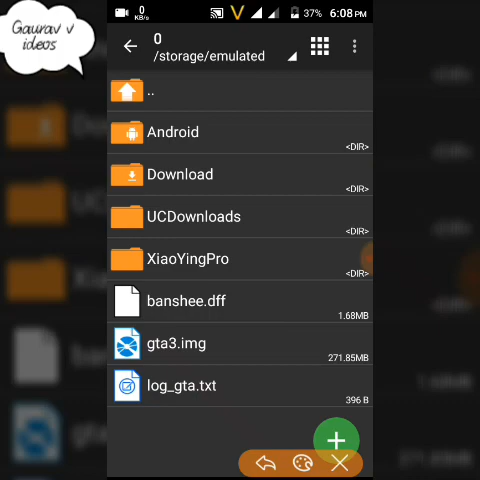 Gaurav v
ideos
0
KB/s
37% 6:08 PM
0
/storage/emulated
..
Android
<DIR>
Download
<DIR>
UCDownloads
<DIR>
XiaoYingPro
<DIR>
banshee.dff
1.68MB
gta3.img
271.85MB
log_gta.txt
396 B